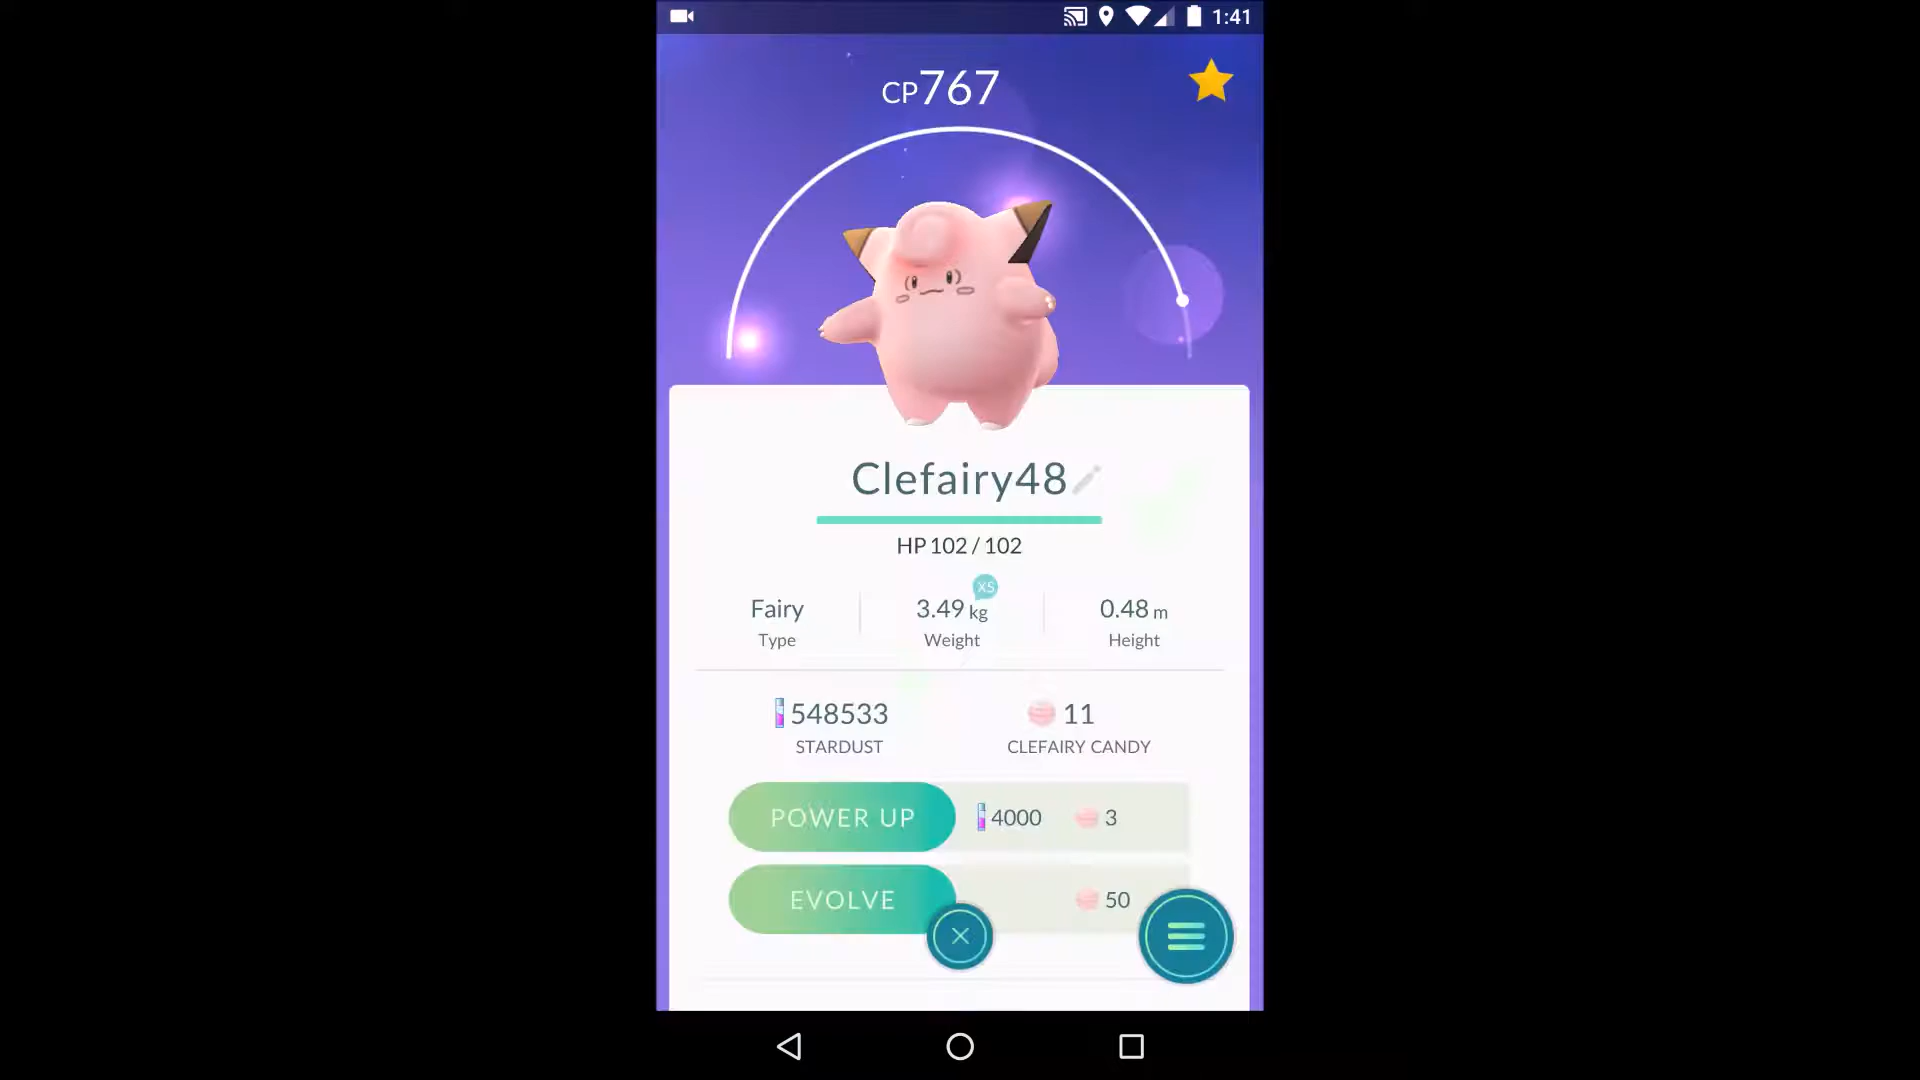 1:41
CP767
Clefairy48
HP 102 / 102
XS
Fairy
3.49 kg
0.48 m
Type
Weight
Height
548533
11
STARDUST
CLEFAIRY CANDY
POWER UP
4000
3
EVOLVE
50